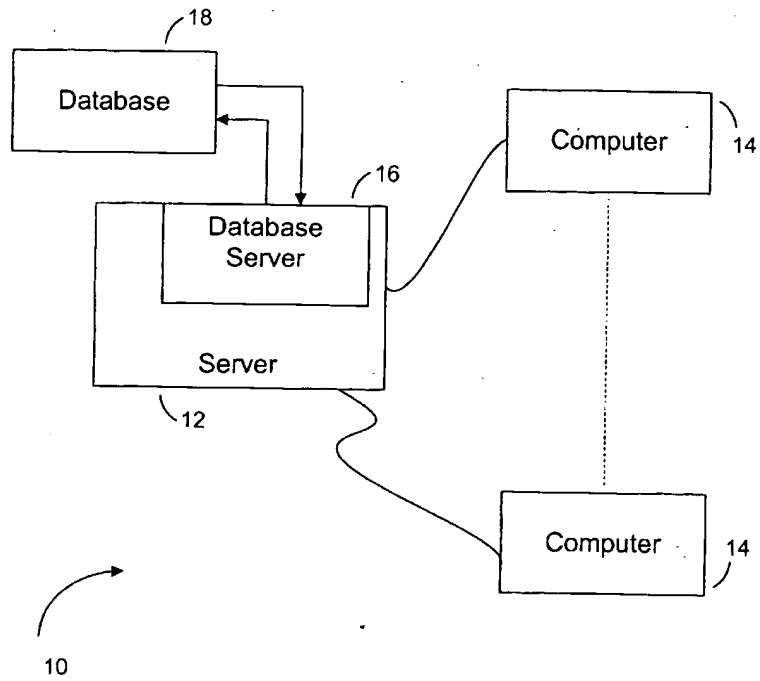 18
Database
Computer
14
16
Database
Server
Server
12
Computer
14
10